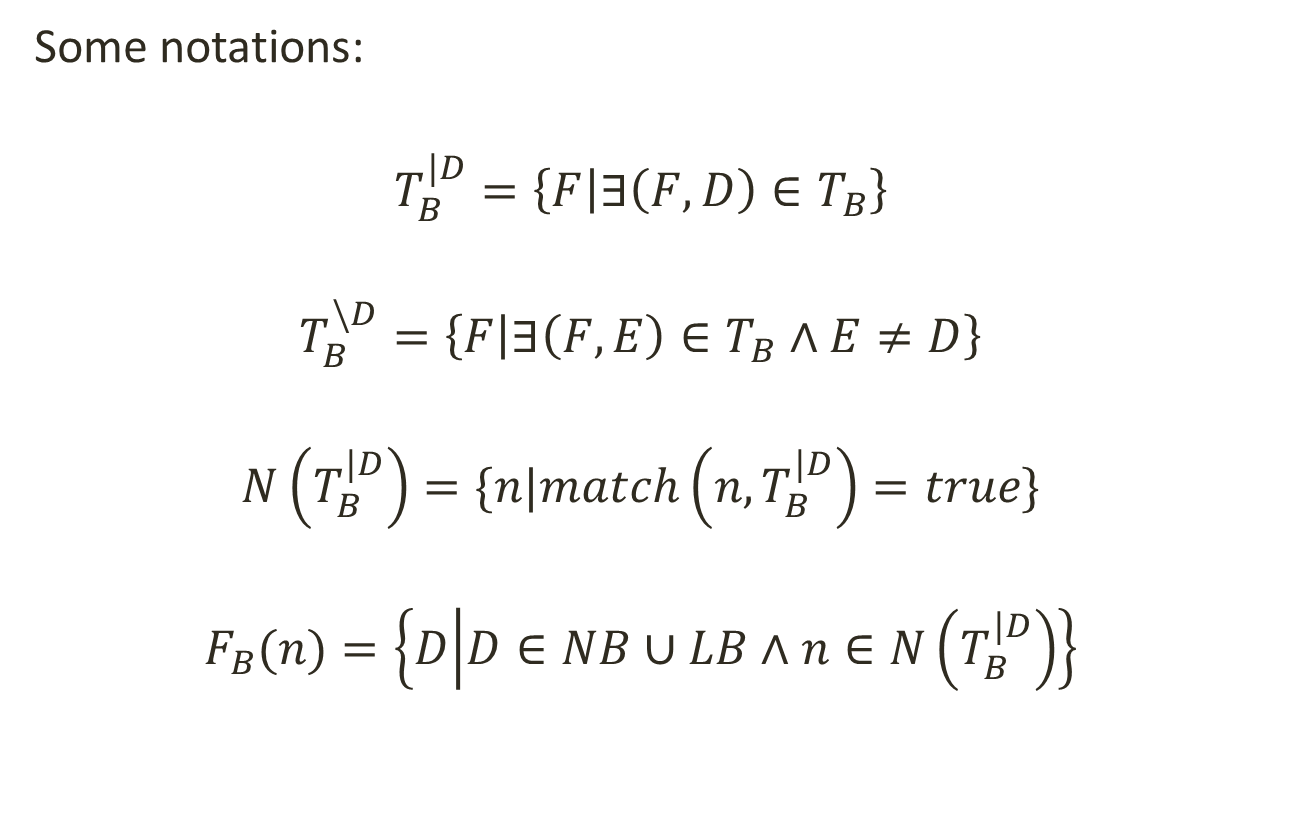 Some notations:
T_B^{|D} = {F|∃(F, D) ∈ T_B}
T_B^{\D} = {F|∃(F, E) ∈ T_B ∧ E ≠ D}
N(T_B^{|D}) = {n|match(n, T_B^{|D}) = true}
F_B(n) = {D|D ∈ NB ∪ LB ∧ n ∈ N(T_B^{|D})}